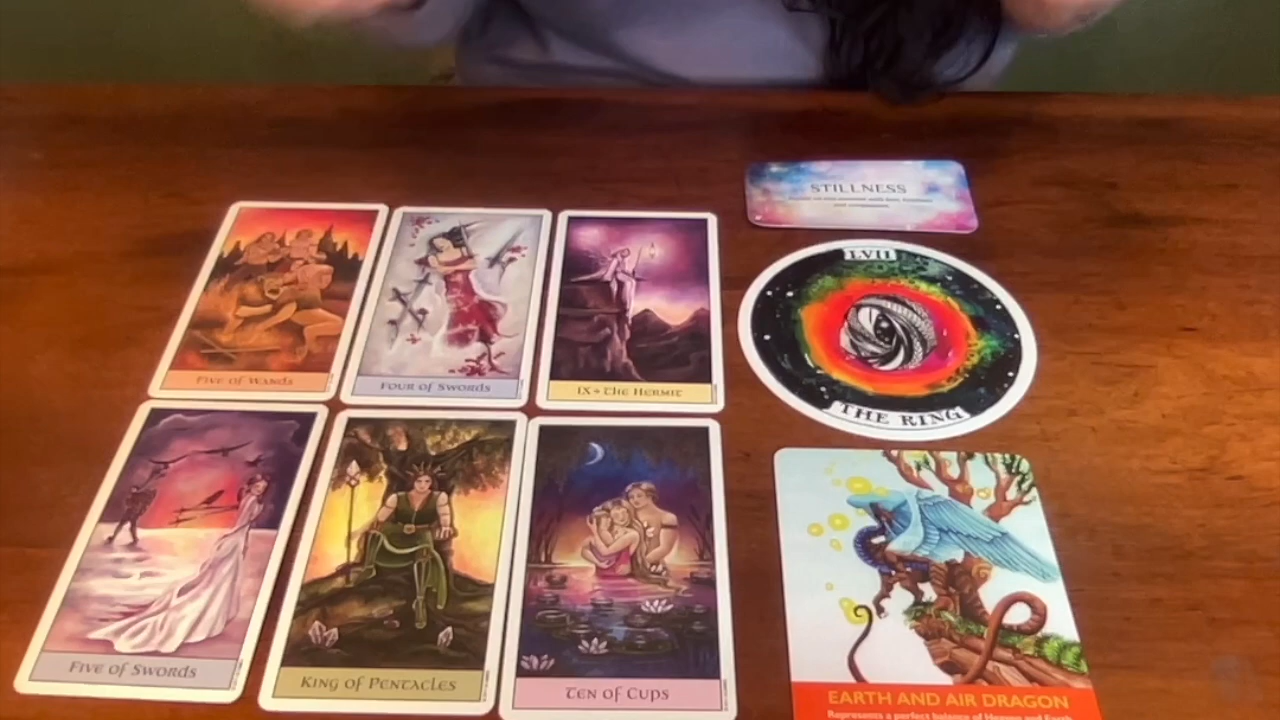 STILLNESS
FIVE OF WANDS
FOUR OF SWORDS
IX + THE HERMIT
LVII
THE RING
FIVE OF SWORDS
KING OF PENTACLES
TEN OF CUPS
EARTH AND AIR DRAGON
Represents a perfect balance of Heaven and Earth